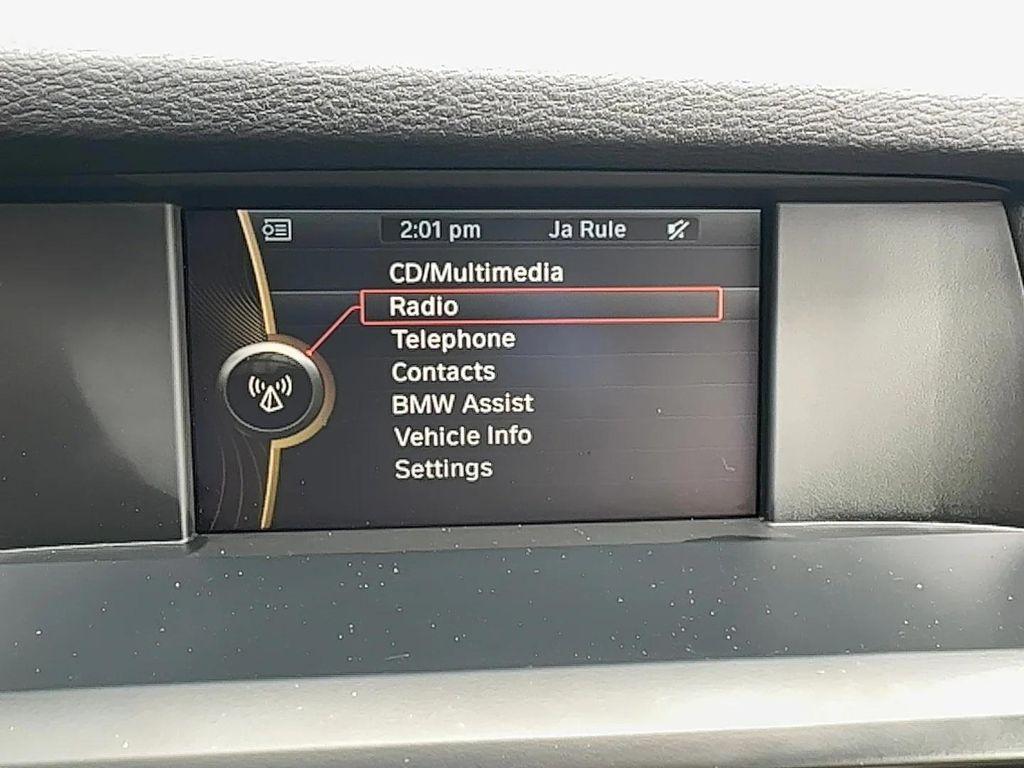 2:01 pm Ja Rule
CD/Multimedia
Radio
Telephone
Contacts
BMW Assist
Vehicle Info
Settings